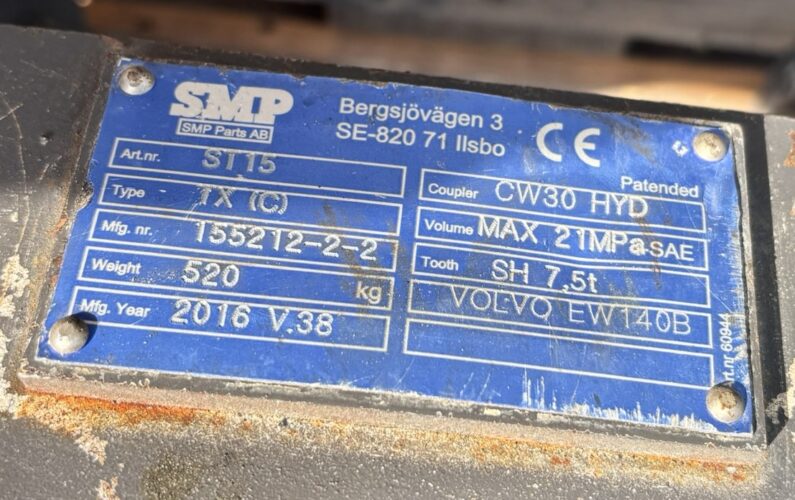 SMP
SMP Parts AB
Bergsjövägen 3
SE-820 71 Ilsbo
CE
Patented
Art.nr. ST15
Type TX (C)
Mfg. nr. 155212-2-2
Weight 520 kg
Mfg. Year 2016 V.38
Coupler CW30 HYD
Volume MAX 21MPa-SAE
Tooth SH 7,5t
VOLVO EW140B
rt.nr 60944